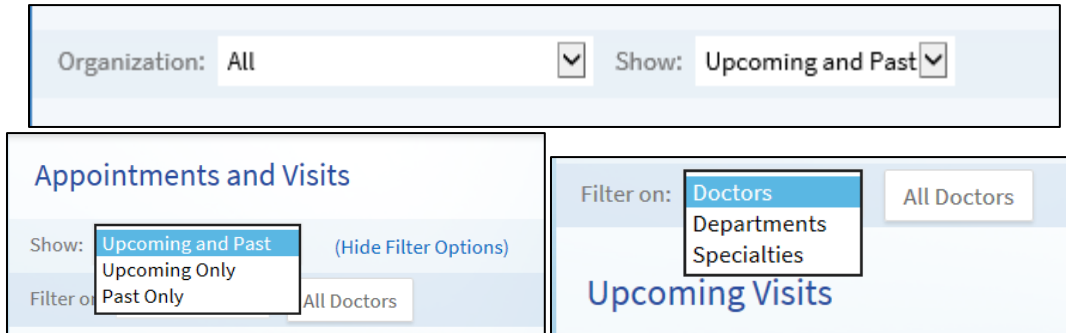 Organization: All Show: Upcoming and Past
Appointments and Visits
Show: Upcoming and Past (Hide Filter Options)
Upcoming Only
Filter o Past Only All Doctors
Filter on: Doctors All Doctors
Departments
Specialties
Upcoming Visits